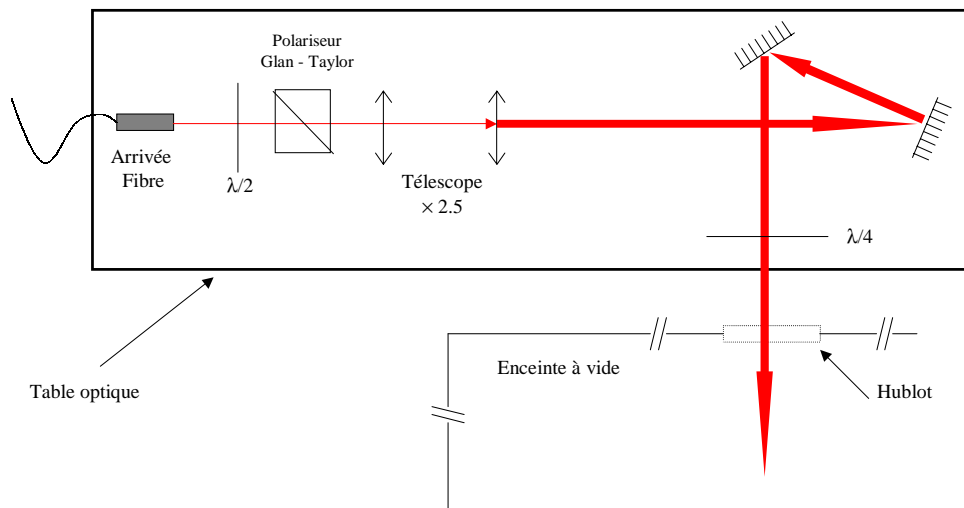 Polariseur
Glan - Taylor
Arrivée
Fibre
λ/2
Télescope
× 2.5
λ/4
Enceinte à vide
Table optique
Hublot